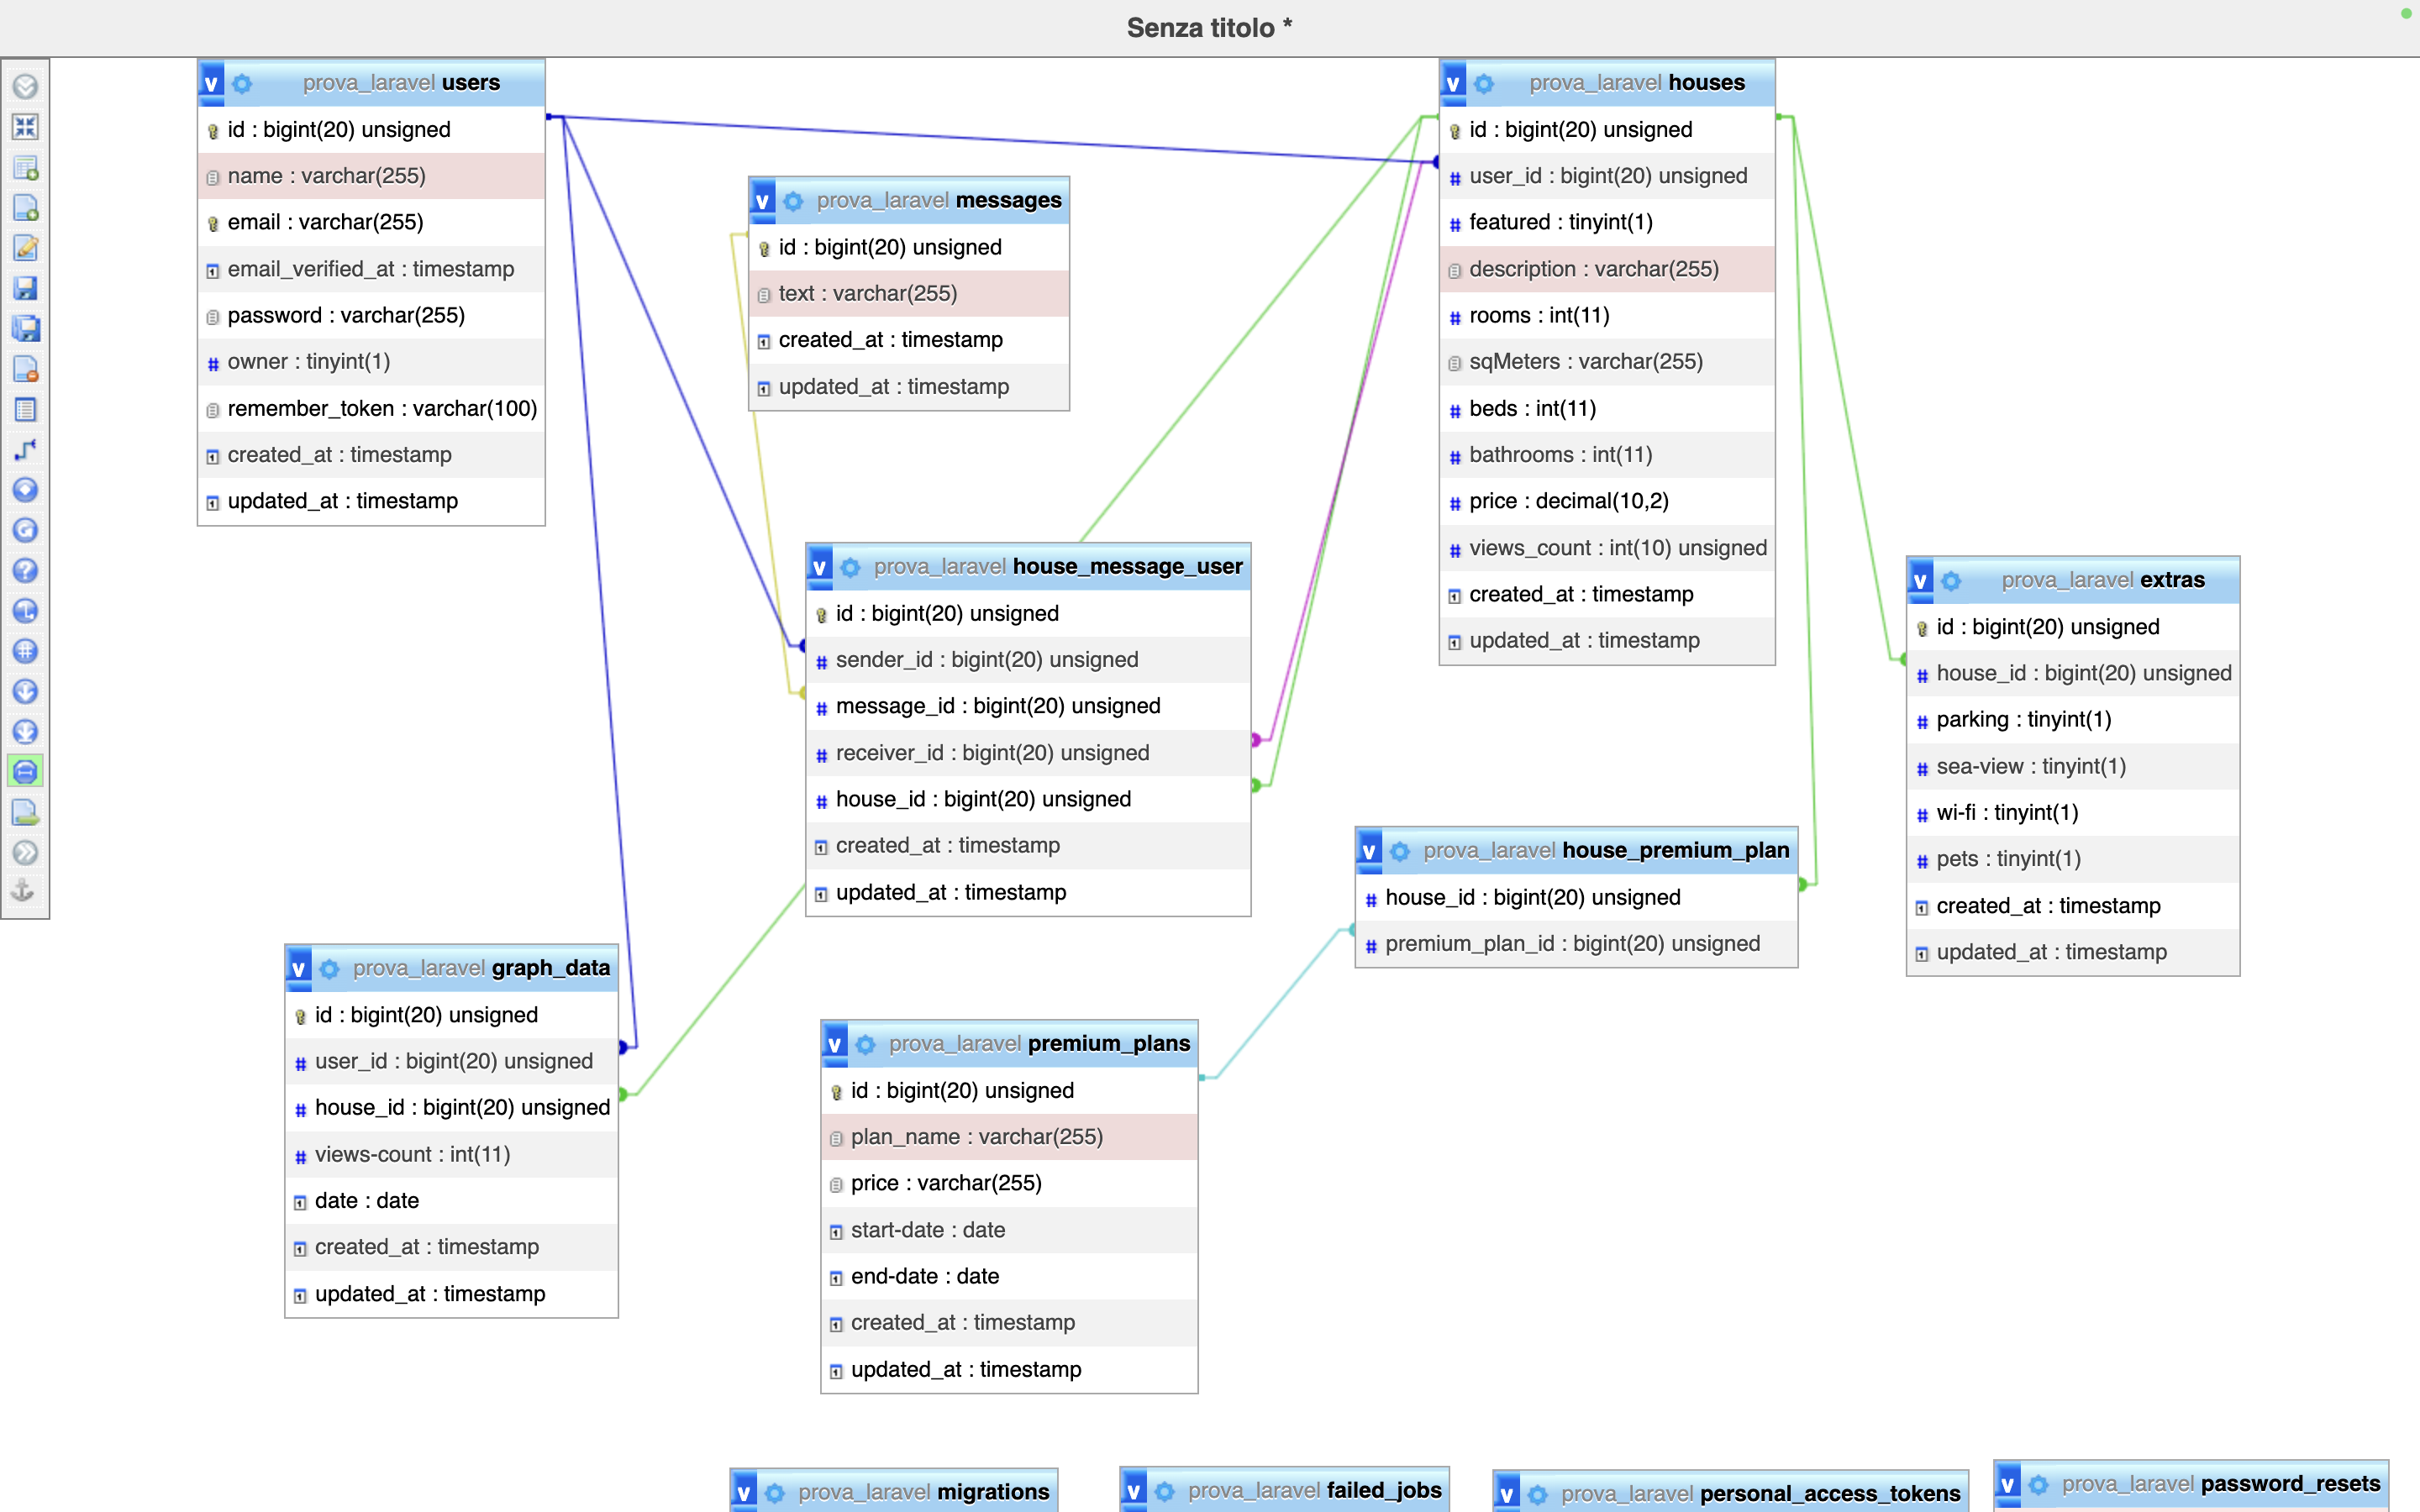 Senza titolo *
v prova_laravel users
id : bigint(20) unsigned
name : varchar(255)
email : varchar(255)
email_verified_at : timestamp
password : varchar(255)
owner : tinyint(1)
remember_token : varchar(100)
created_at : timestamp
updated_at : timestamp
v prova_laravel messages
id : bigint(20) unsigned
text : varchar(255)
created_at : timestamp
updated_at : timestamp
v prova_laravel houses
id : bigint(20) unsigned
user_id : bigint(20) unsigned
featured : tinyint(1)
description : varchar(255)
rooms : int(11)
sqMeters : varchar(255)
beds : int(11)
bathrooms : int(11)
price : decimal(10,2)
views_count : int(10) unsigned
created_at : timestamp
updated_at : timestamp
v prova_laravel house_message_user
id : bigint(20) unsigned
sender_id : bigint(20) unsigned
message_id : bigint(20) unsigned
receiver_id : bigint(20) unsigned
house_id : bigint(20) unsigned
created_at : timestamp
updated_at : timestamp
v prova_laravel extras
id : bigint(20) unsigned
house_id : bigint(20) unsigned
parking : tinyint(1)
sea-view : tinyint(1)
wi-fi : tinyint(1)
pets : tinyint(1)
created_at : timestamp
updated_at : timestamp
v prova_laravel house_premium_plan
house_id : bigint(20) unsigned
premium_plan_id : bigint(20) unsigned
v prova_laravel graph_data
id : bigint(20) unsigned
user_id : bigint(20) unsigned
house_id : bigint(20) unsigned
views-count : int(11)
date : date
created_at : timestamp
updated_at : timestamp
v prova_laravel premium_plans
id : bigint(20) unsigned
plan_name : varchar(255)
price : varchar(255)
start-date : date
end-date : date
created_at : timestamp
updated_at : timestamp
v prova_laravel migrations
v prova_laravel failed_jobs
v prova_laravel personal_access_tokens
v prova_laravel password_resets